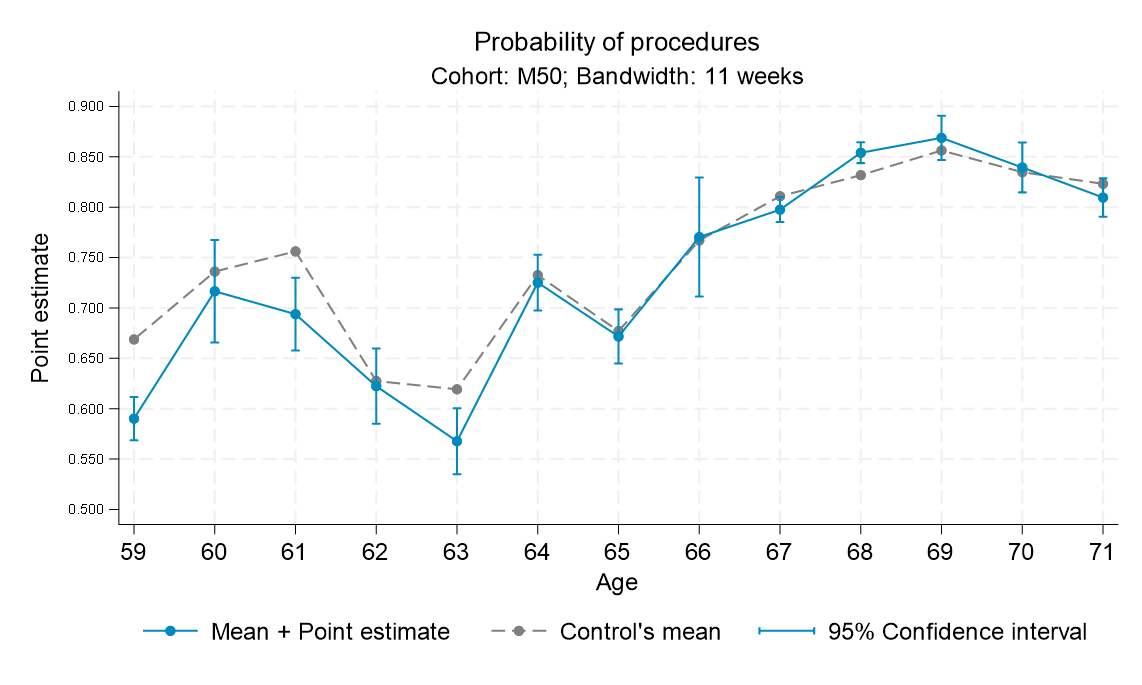 Probability of procedures
Cohort: M50; Bandwidth: 11 weeks
Point estimate
0.900
0.850
0.800
0.750
0.700
0.650
0.600
0.550
0.500
59 60 61 62 63 64 65 66 67 68 69 70 71
Age
Mean + Point estimate Control's mean 95% Confidence interval